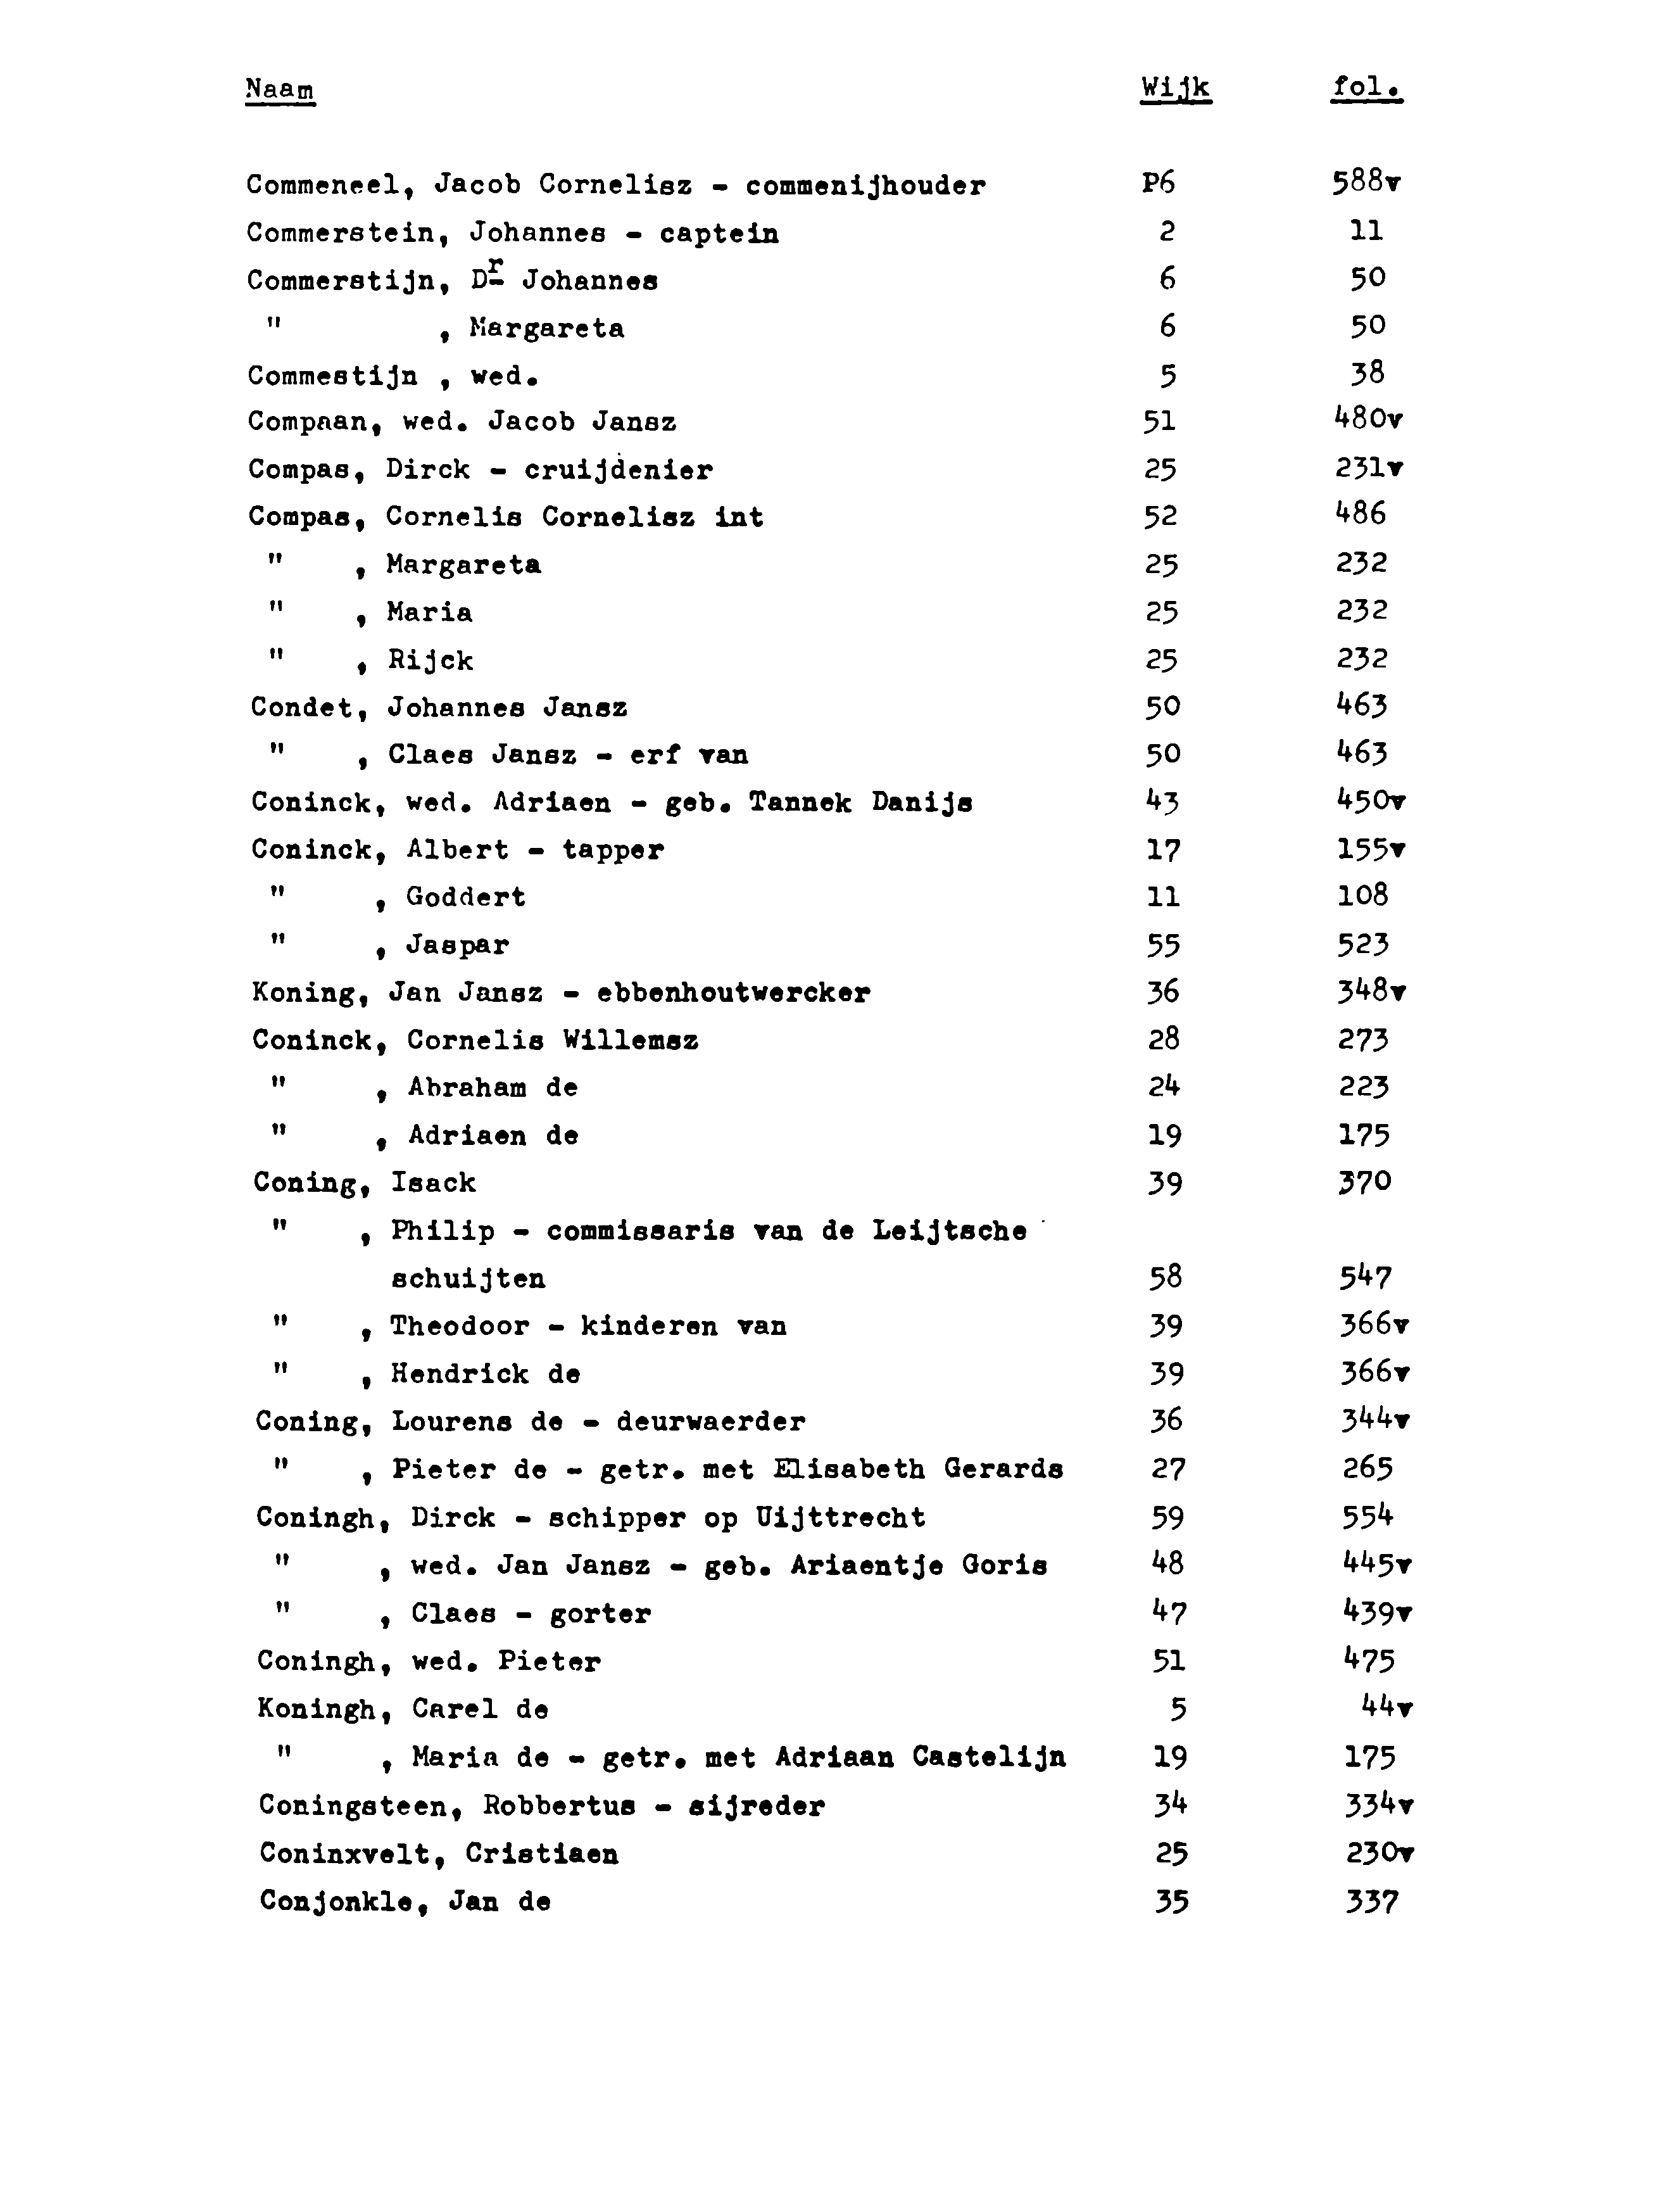 Naam Wijk fol.
Commeneel, Jacob Cornelisz - commenijhouder P6 588v
Commerstein, Johannes - captein 2 11
Commerstijn, Dr Johannes 6 50
" , Margareta 6 50
Commestijn , wed. 5 38
Compaan, wed. Jacob Jansz 51 480v
Compas, Dirck - cruijdenier 25 231v
Compas, Cornelis Cornelisz int 52 486
" , Margareta 25 232
" , Maria 25 232
" , Rijck 25 232
Condet, Johannes Jansz 50 463
" , Claes Jansz - erf van 50 463
Coninck, wed. Adriaen - geb. Tannek Danijs 43 450v
Coninck, Albert - tapper 17 155v
" , Goddert 11 108
" , Jaspar 55 523
Koning, Jan Jansz - ebbenhoutwercker 36 348v
Coninck, Cornelis Willemsz 28 273
" , Abraham de 24 223
" , Adriaen de 19 175
Coning, Isack 39 370
" , Philip - commissaris van de Leijtsche
schuijten 58 547
" , Theodoor - kinderen van 39 366v
" , Hendrick de 39 366v
Coning, Lourens de - deurwaerder 36 344v
" , Pieter de - getr. met Elisabeth Gerards 27 265
Coningh, Dirck - schipper op Uijttrecht 59 554
" , wed. Jan Jansz - geb. Ariaentje Goris 48 445v
" , Claes - gorter 47 439v
Coningh, wed. Pieter 51 475
Koningh, Carel de 5 44v
" , Maria de - getr. met Adriaan Castelijn 19 175
Coningsteen, Robbertus - sijreder 34 334v
Coninxvelt, Cristiaen 25 230v
Conjonkle, Jan de 35 337